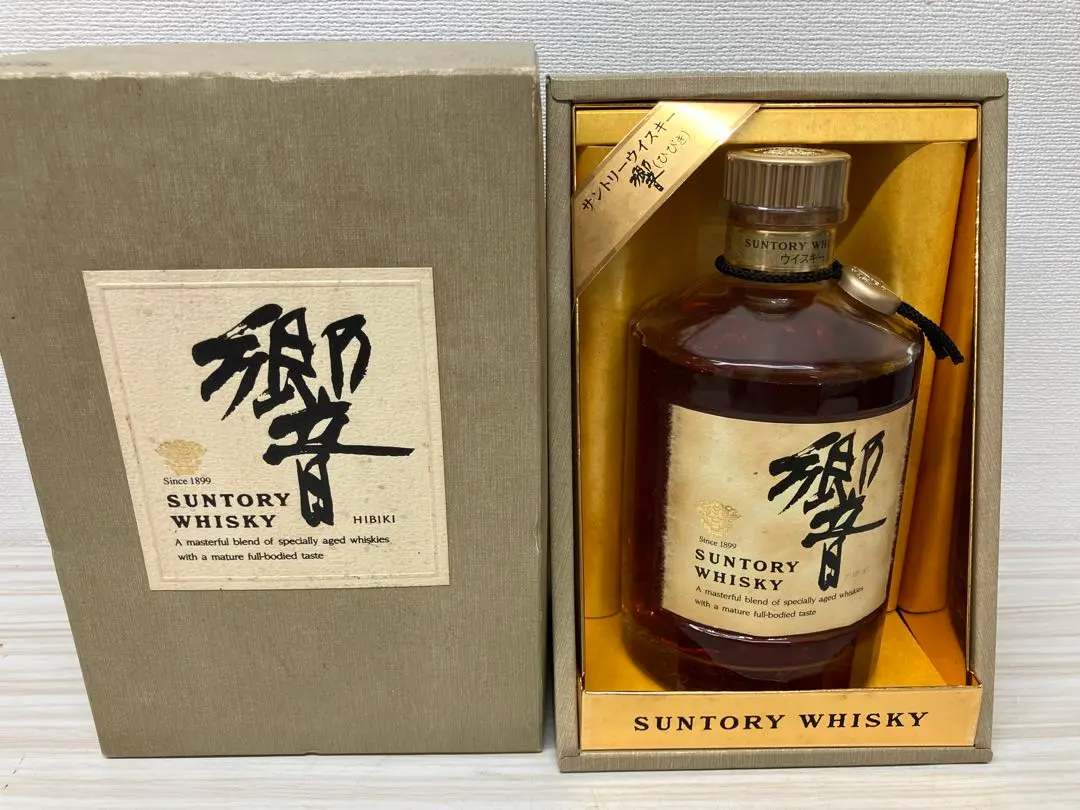 響
Since 1899
SUNTORY
WHISKY
HIBIKI
A masterful blend of specially aged whiskies
with a mature full-bodied taste
サントリーウイスキー
響(ひびき)
SUNTORY WHI
ウイスキー
響
Since 1899
SUNTORY
WHISKY
HIBIKI
A masterful blend of specially aged whiskies
with a mature full-bodied taste
SUNTORY WHISKY